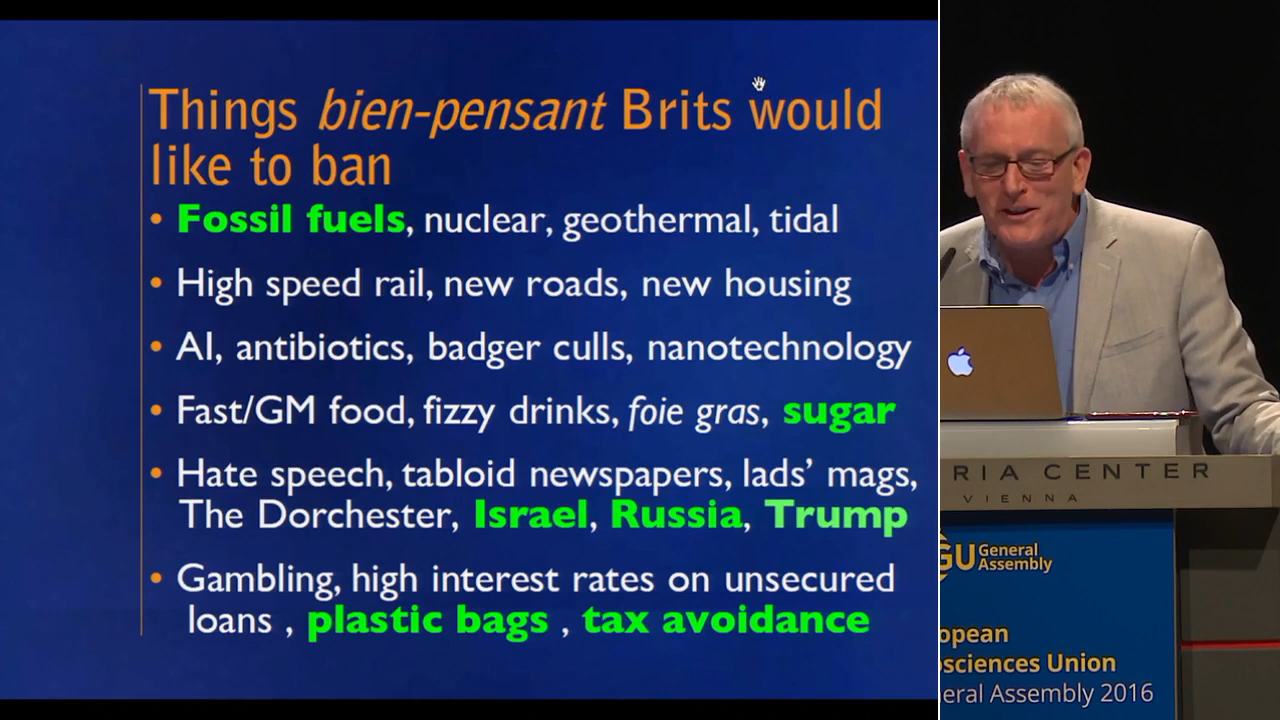 Things bien-pensant Brits would
like to ban
• Fossil fuels, nuclear, geothermal, tidal
• High speed rail, new roads, new housing
• AI, antibiotics, badger culls, nanotechnology
• Fast/GM food, fizzy drinks, foie gras, sugar
• Hate speech, tabloid newspapers, lads’ mags,
The Dorchester, Israel, Russia, Trump
• Gambling, high interest rates on unsecured
loans , plastic bags , tax avoidance
RIA CENTER
VIENNA
GU General
Assembly
opean
osciences Union
eral Assembly 2016